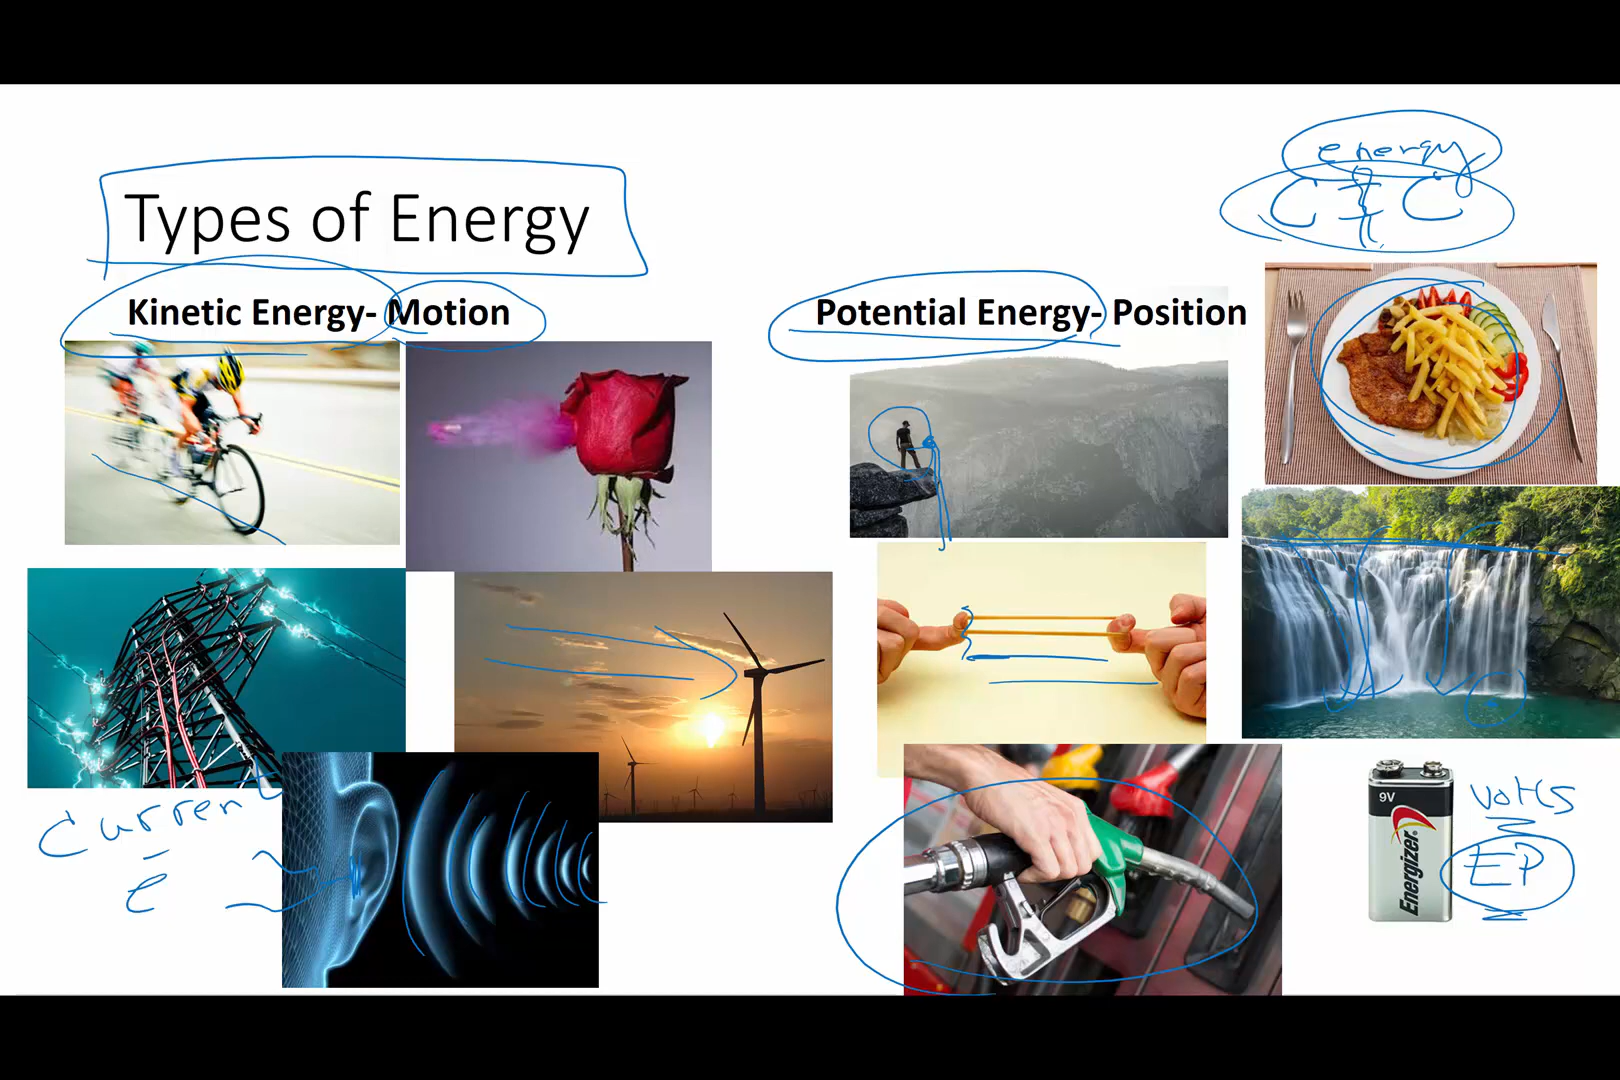 Types of Energy
Kinetic Energy- Motion
Potential Energy- Position
energy
C C
Current
e⁻
9V
Energizer
volts
EP